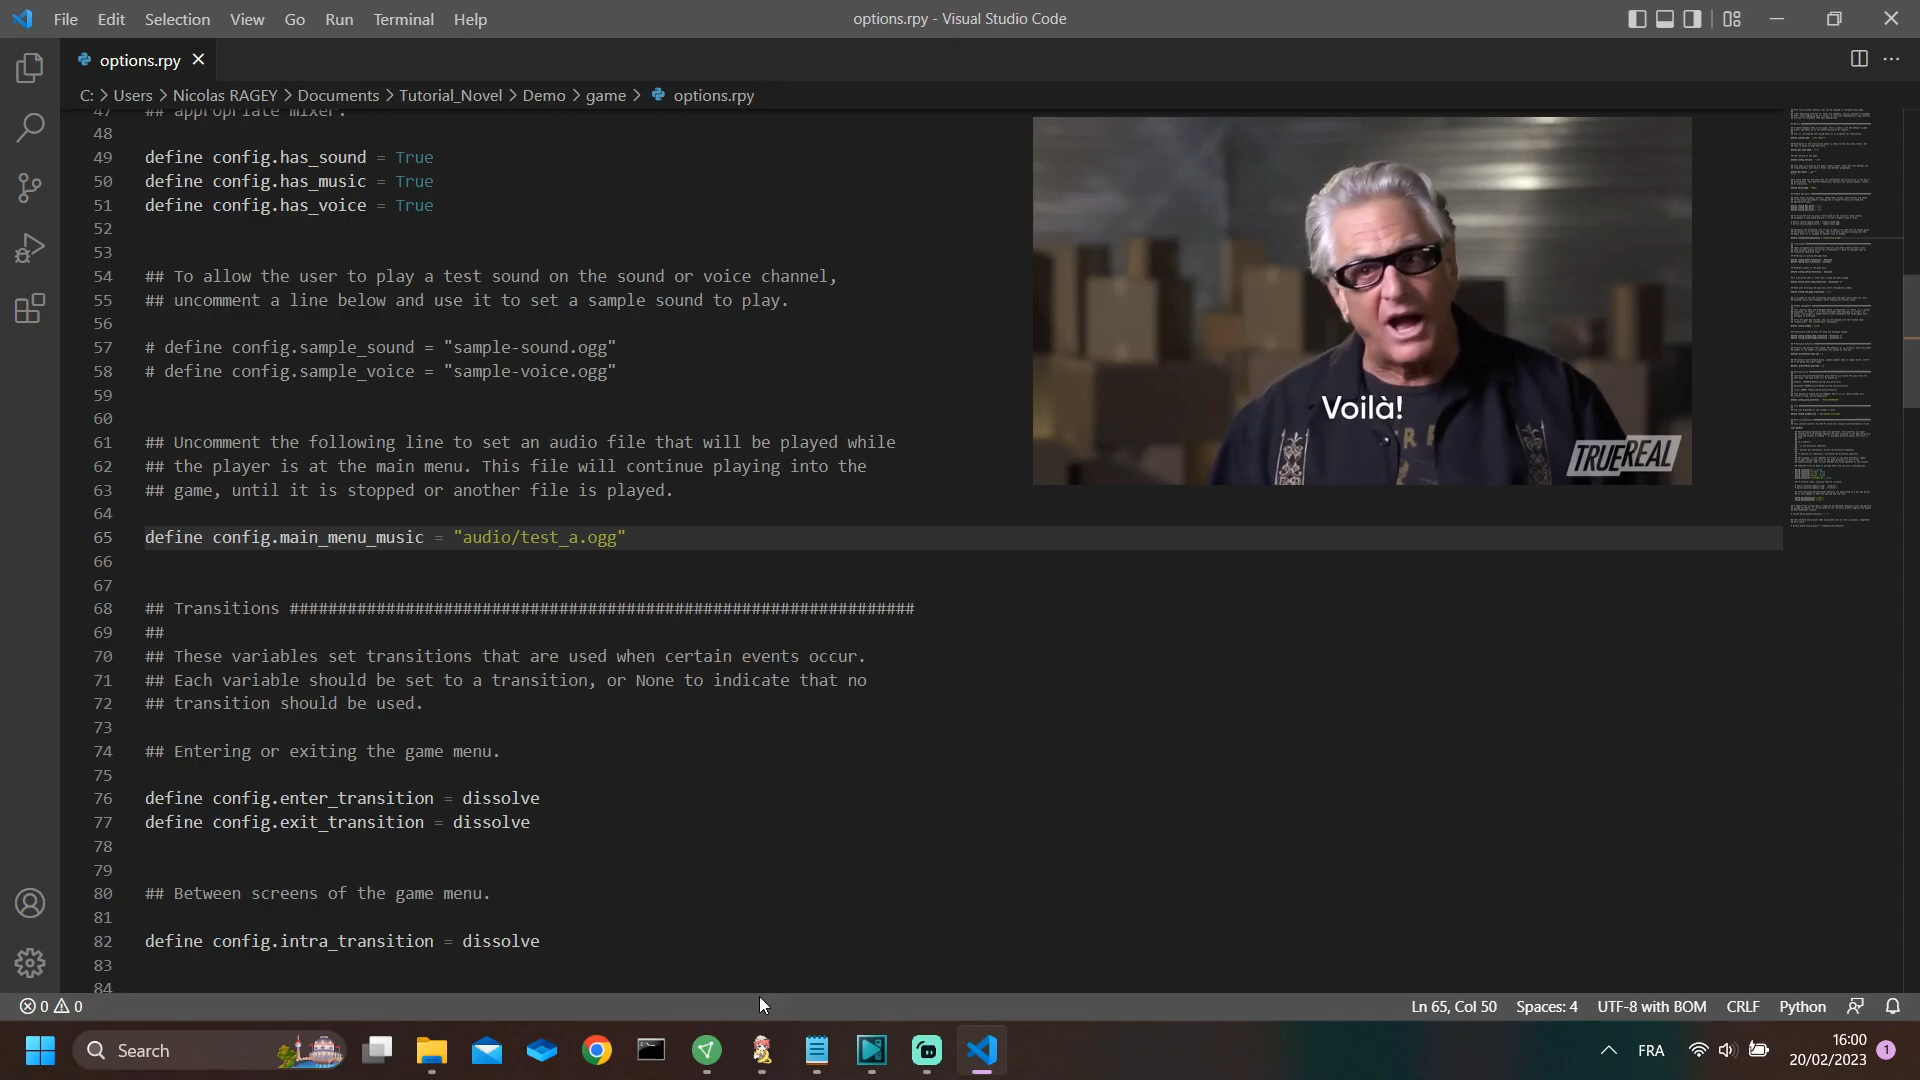 File Edit Selection View Go Run Terminal Help
options.rpy - Visual Studio Code
options.rpy
C: > Users > Nicolas RAGEY > Documents > Tutorial_Novel > Demo > game > options.rpy
47 ## appropriate mixer.
48
49 define config.has_sound = True
50 define config.has_music = True
51 define config.has_voice = True
52
53
54 ## To allow the user to play a test sound on the sound or voice channel,
55 ## uncomment a line below and use it to set a sample sound to play.
56
57 # define config.sample_sound = "sample-sound.ogg"
58 # define config.sample_voice = "sample-voice.ogg"
59
60
61 ## Uncomment the following line to set an audio file that will be played while
62 ## the player is at the main menu. This file will continue playing into the
63 ## game, until it is stopped or another file is played.
64
65 define config.main_menu_music = "audio/test_a.ogg"
66
67
68 ## Transitions #################################################################
69 ##
70 ## These variables set transitions that are used when certain events occur.
71 ## Each variable should be set to a transition, or None to indicate that no
72 ## transition should be used.
73
74 ## Entering or exiting the game menu.
75
76 define config.enter_transition = dissolve
77 define config.exit_transition = dissolve
78
79
80 ## Between screens of the game menu.
81
82 define config.intra_transition = dissolve
83
84
Voilà!
TRUEREAL
0 0
Ln 65, Col 50 Spaces: 4 UTF-8 with BOM CRLF Python
Search
FRA
16:00
20/02/2023
1